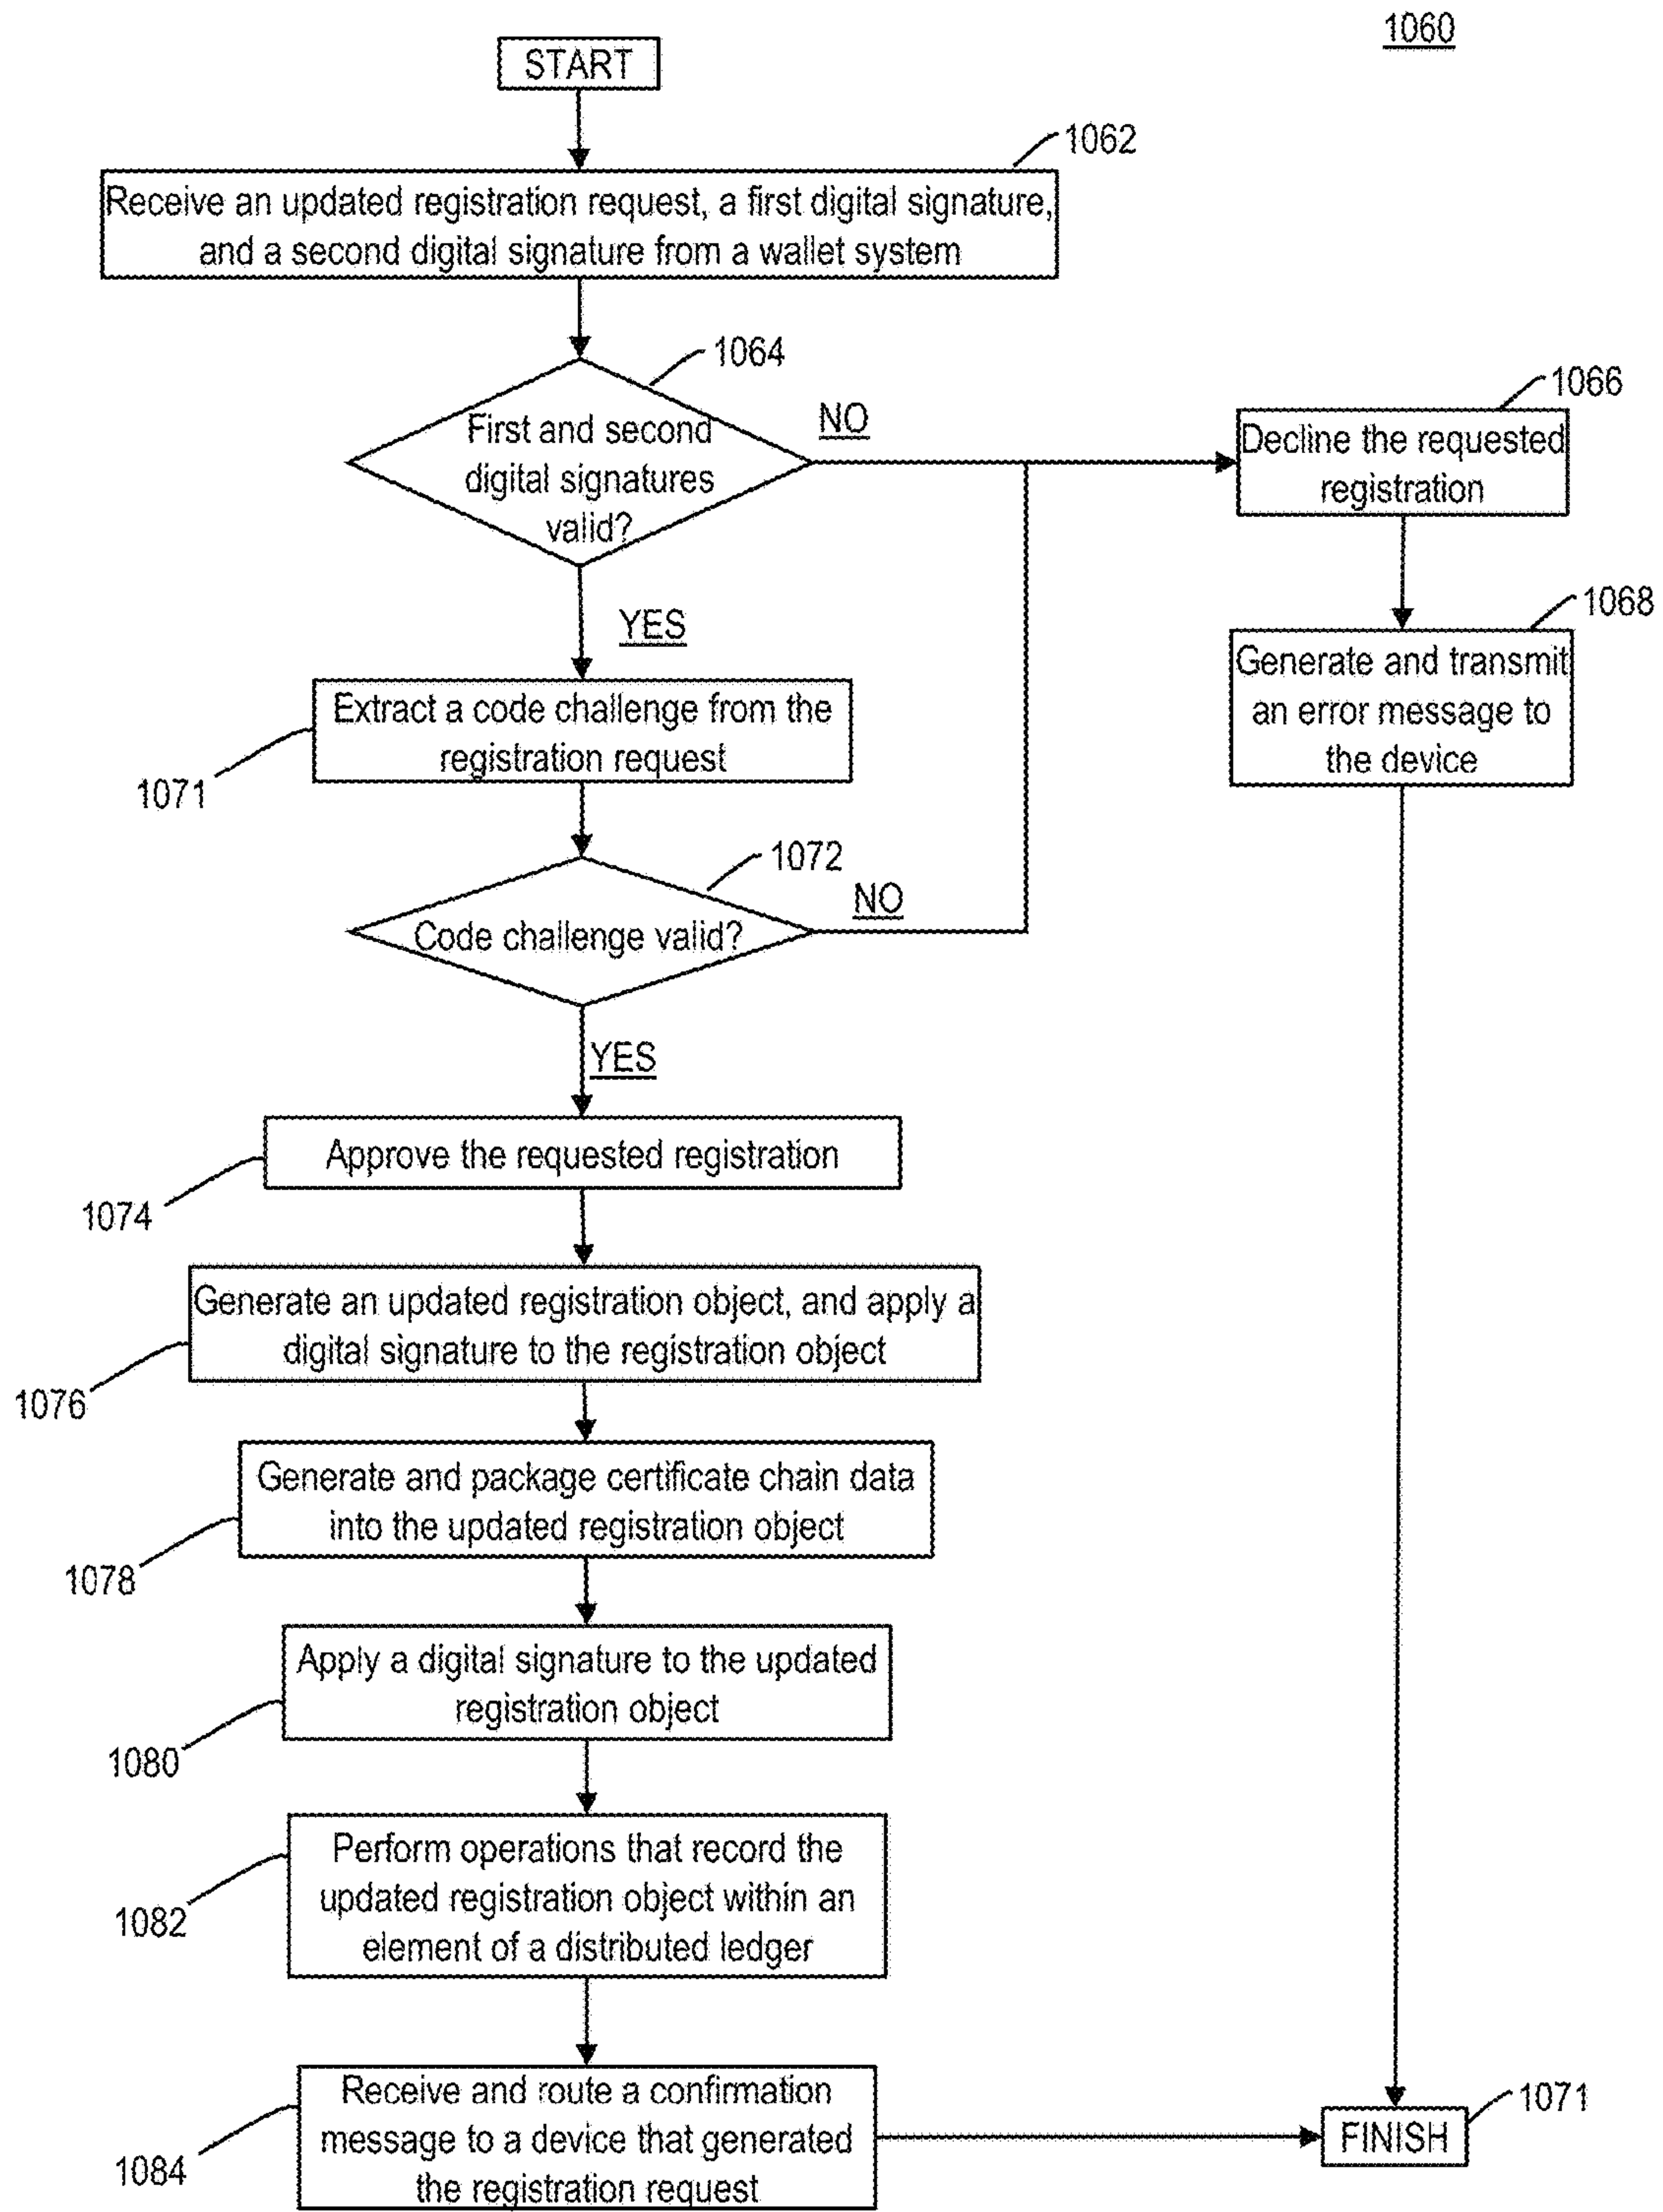 1060
START
1062
Receive an updated registration request, a first digital signature,
and a second digital signature from a wallet system
1064
First and second
digital signatures
valid?
NO
1066
Decline the requested
registration
1068
Generate and transmit
an error message to
the device
YES
Extract a code challenge from the
registration request
1071
1072
Code challenge valid?
NO
YES
Approve the requested registration
1074
Generate an updated registration object, and apply a
digital signature to the registration object
1076
Generate and package certificate chain data
into the updated registration object
1078
Apply a digital signature to the updated
registration object
1080
Perform operations that record the
updated registration object within an
element of a distributed ledger
1082
Receive and route a confirmation
message to a device that generated
the registration request
1084
1071
FINISH